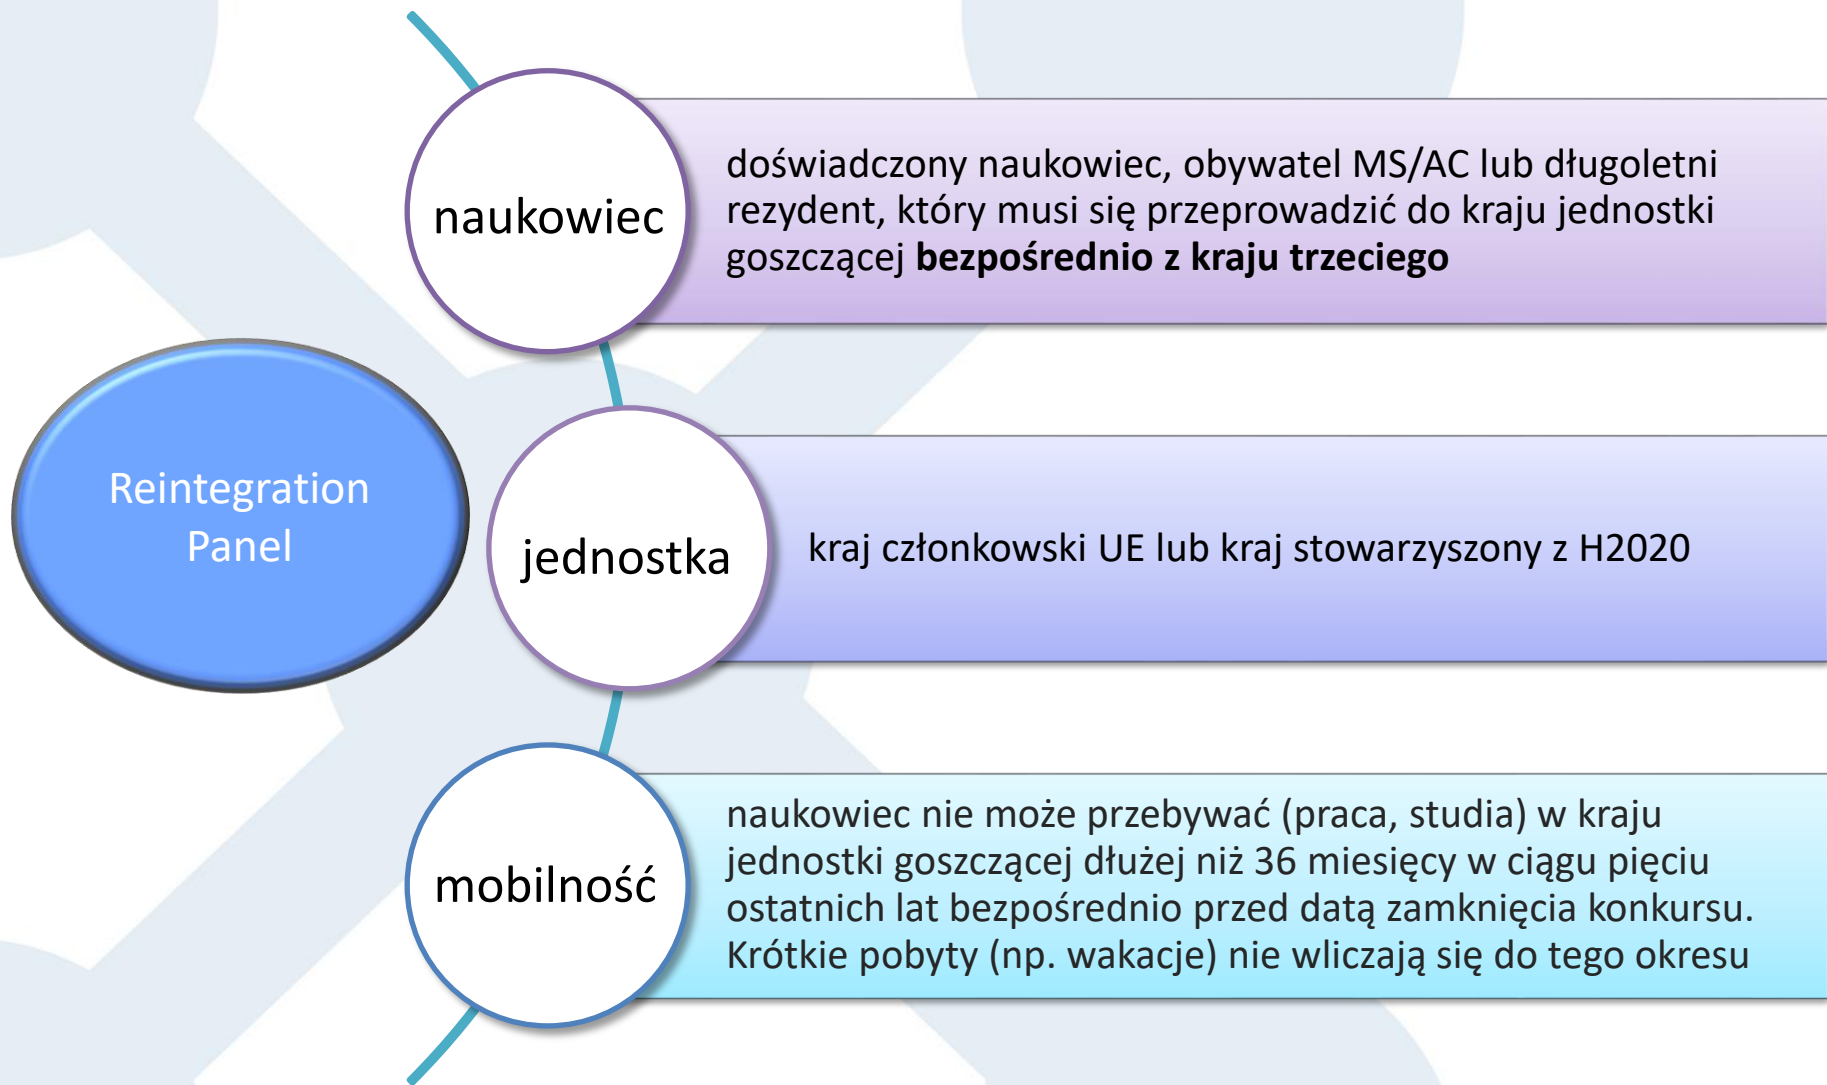 naukowiec
doświadczony naukowiec, obywatel MS/AC lub długoletni
rezydent, który musi się przeprowadzić do kraju jednostki
goszczącej bezpośrednio z kraju trzeciego
Reintegration
Panel
jednostka
kraj członkowski UE lub kraj stowarzyszony z H2020
mobilność
naukowiec nie może przebywać (praca, studia) w kraju
jednostki goszczącej dłużej niż 36 miesięcy w ciągu pięciu
ostatnich lat bezpośrednio przed datą zamknięcia konkursu.
Krótkie pobyty (np. wakacje) nie wliczają się do tego okresu